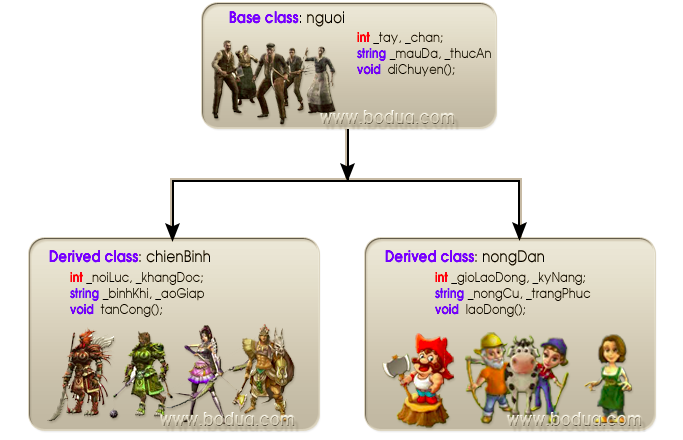 Base class: nguoi
int _tay, _chan;
string _mauDa, _thucAn
void diChuyen();
www.bodua.com
Derived class: chienBinh
int _noiLuc, _khangDoc;
string _binhKhi, _aoGiap
void tanCong();
www.bodua.com
Derived class: nongDan
int _gioLaoDong, _kyNang;
string _nongCu, _trangPhuc
void laoDong();
www.bodua.com